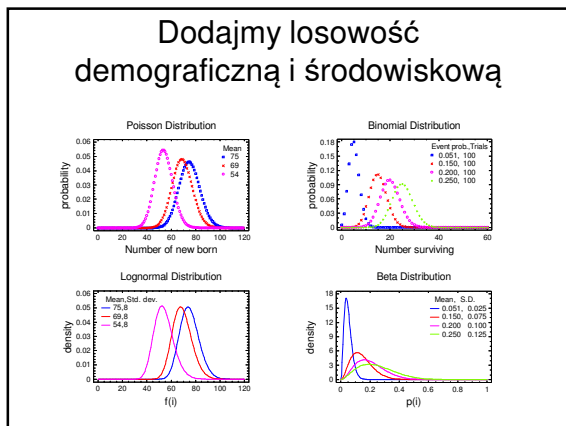 Dodajmy losowość
demograficzną i środowiskową
Poisson Distribution
probability
0.06
0.05
0.04
0.03
0.02
0.01
0
0 20 40 60 80 100 120
Number of new born
Mean
75
69
54
Binomial Distribution
probability
0.18
0.15
0.12
0.09
0.06
0.03
0
0 20 40 60
Number surviving
Event prob.,Trials
0.051, 100
0.150, 100
0.200, 100
0.250, 100
Lognormal Distribution
density
0.06
0.05
0.04
0.03
0.02
0.01
0
0 20 40 60 80 100 120
f(i)
Mean,Std. dev.
75,8
69,8
54,8
Beta Distribution
density
18
15
12
9
6
3
0
0 0.2 0.4 0.6 0.8 1
p(i)
Mean, S.D.
0.051, 0.025
0.150, 0.075
0.200 0.100
0.250 0.125